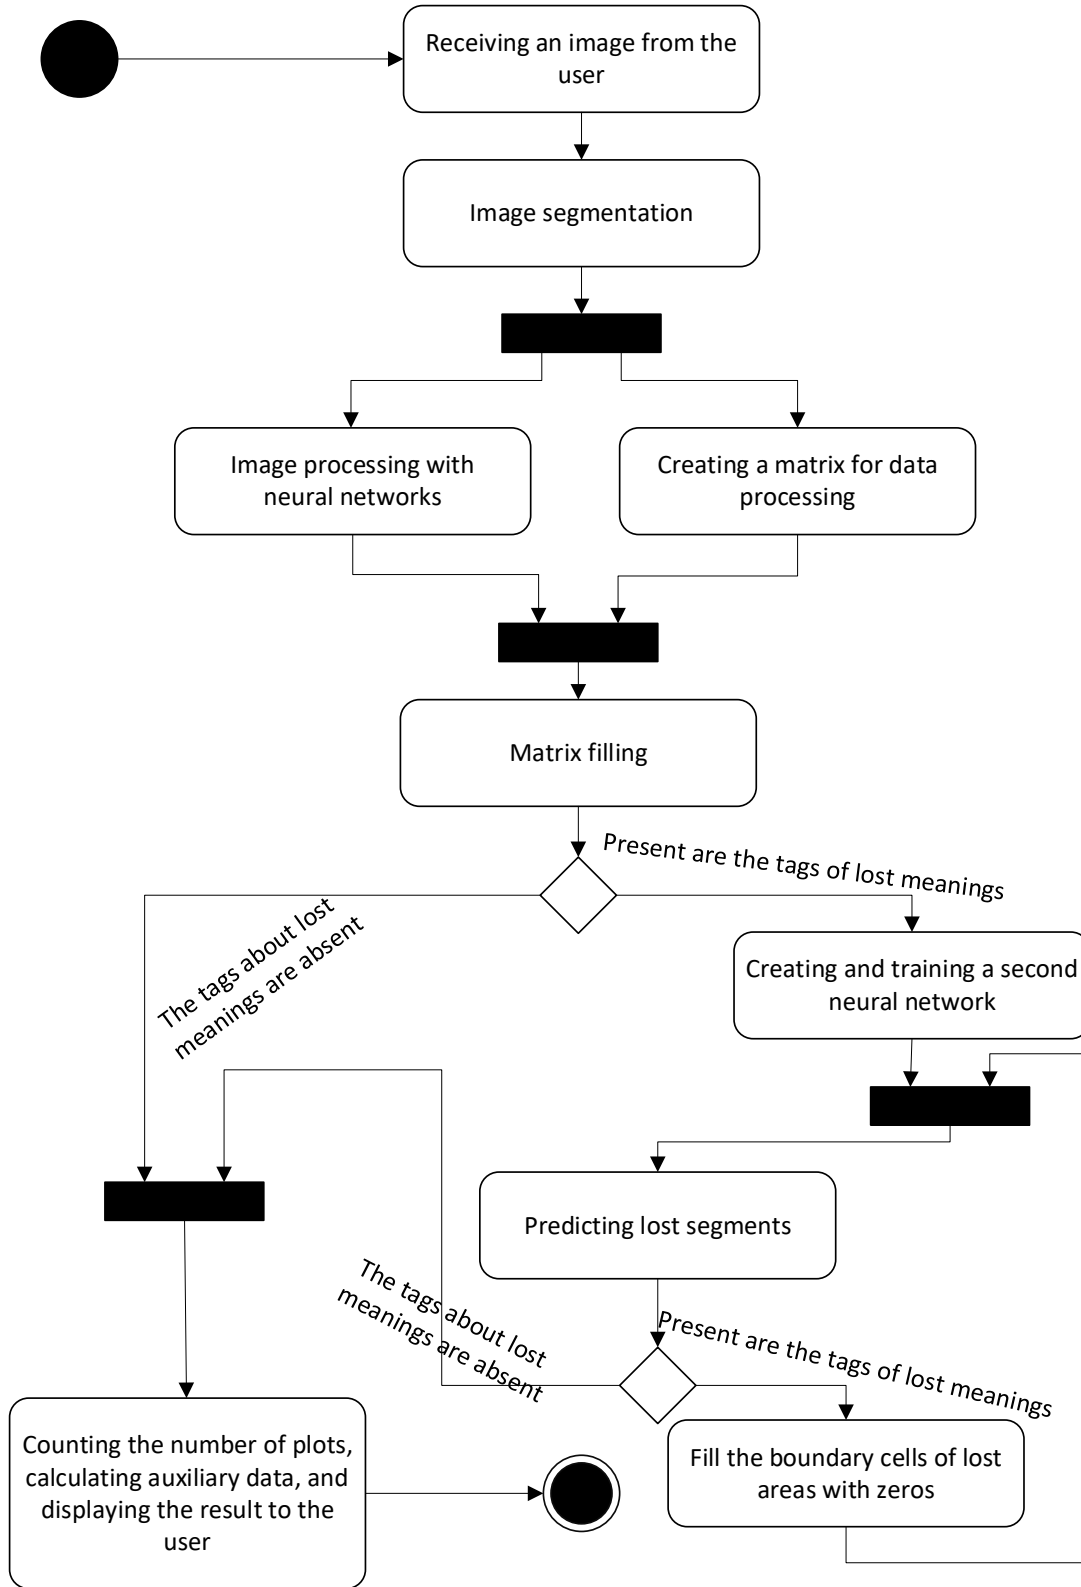 Receiving an image from the
user
Image segmentation
Image processing with
neural networks
Creating a matrix for data
processing
Matrix filling
Present are the tags of lost meanings
The tags about lost
meanings are absent
Creating and training a second
neural network
Predicting lost segments
The tags about lost
meanings are absent
Present are the tags of lost meanings
Counting the number of plots,
calculating auxiliary data, and
displaying the result to the
user
Fill the boundary cells of lost
areas with zeros